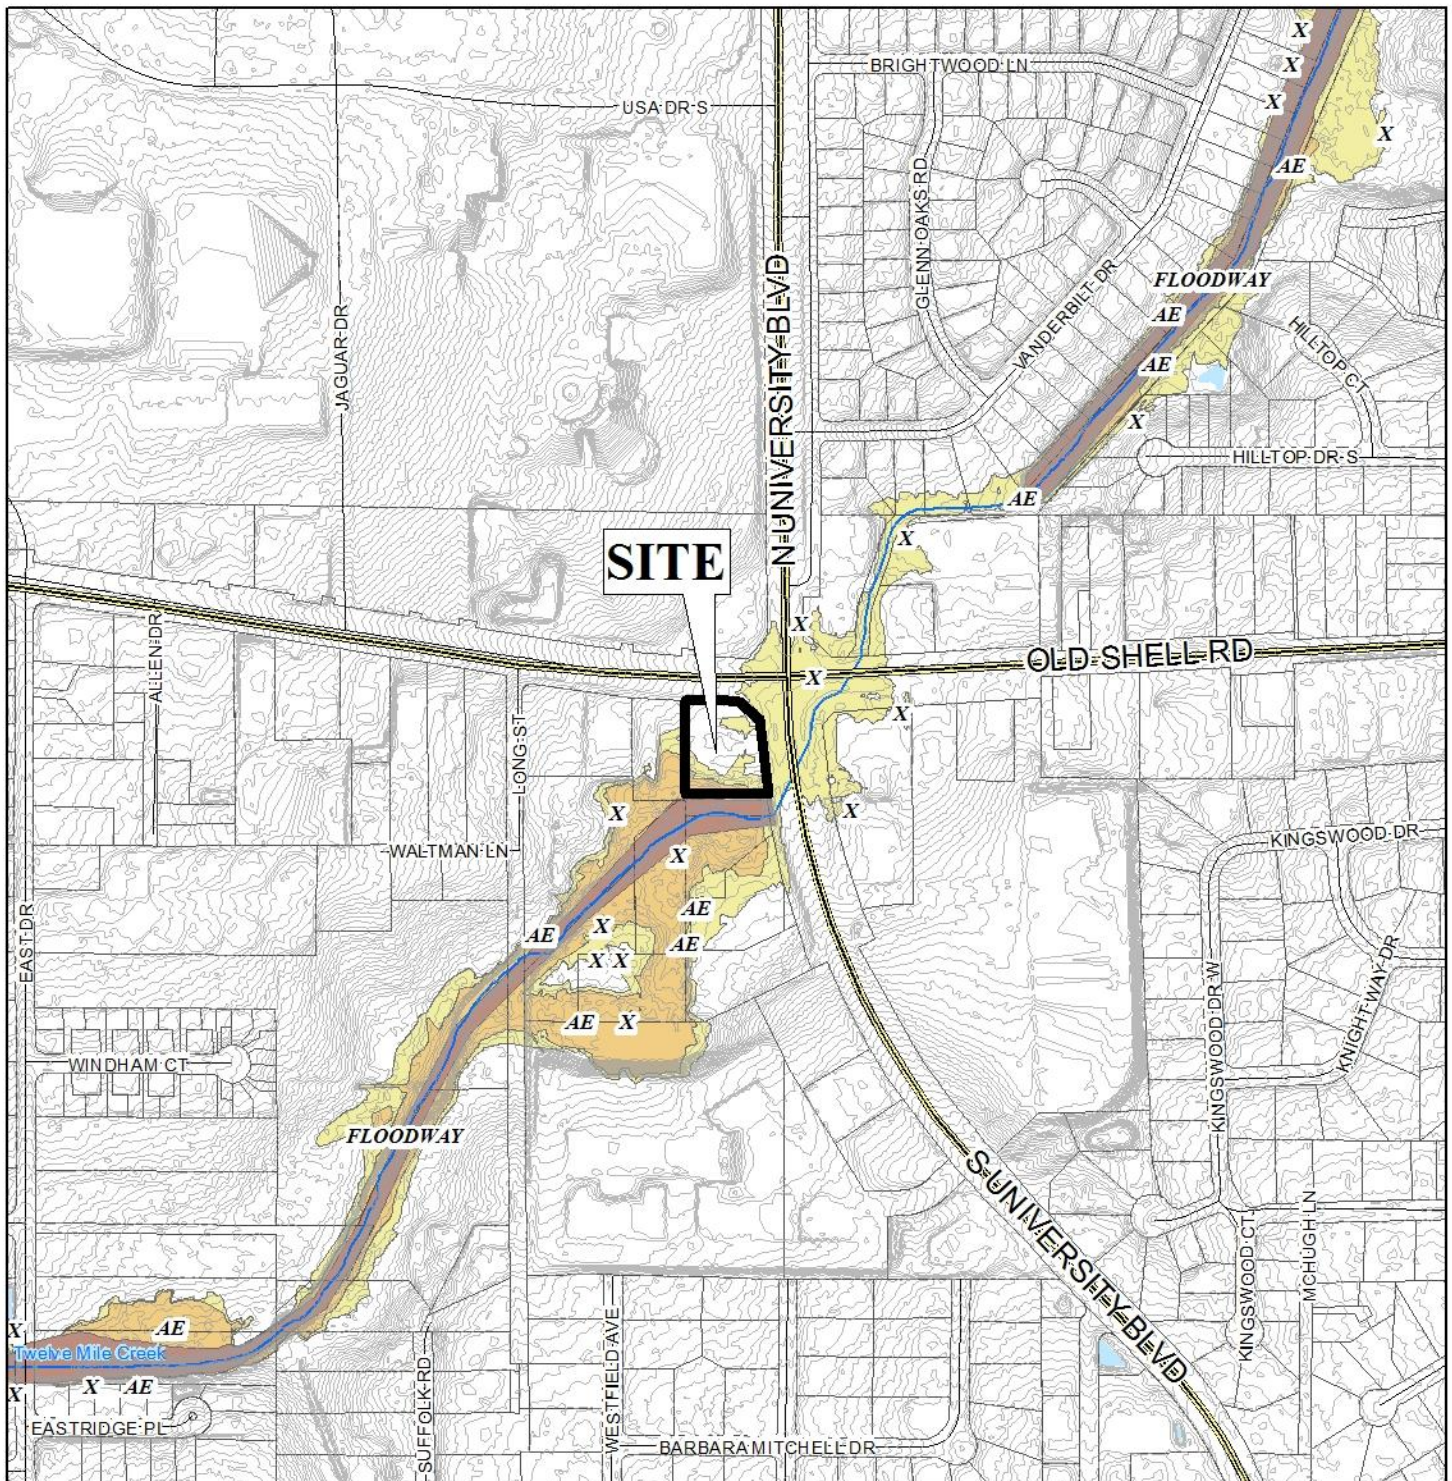 X
BRIGHTWOOD LN
X
X
USA DR S
X
AE
GLENN OAKS RD
N UNIVERSITY BLVD
VANDERBILT DR
FLOODWAY
JAGUAR DR
AE
HILLTOP CT
AE
X
HILLTOP DR S
AE
X
SITE
X
ALLEN DR
OLD SHELL RD
X
X
LONG ST
X
X
KINGSWOOD DR
WALTMAN LN
X
AE
EAST DR
AE
X
AE
X
X
KNIGHT WAY DR
KINGSWOOD DR W
AE
X
WINDHAM CT
FLOODWAY
S UNIVERSITY BLVD
KINGSWOOD CT
MCHUGH LN
X
AE
Twelve Mile Creek
X
X
AE
EASTRIDGE PL
SUFFOLK RD
WESTFIELD AVE
BARBARA MITCHELL DR